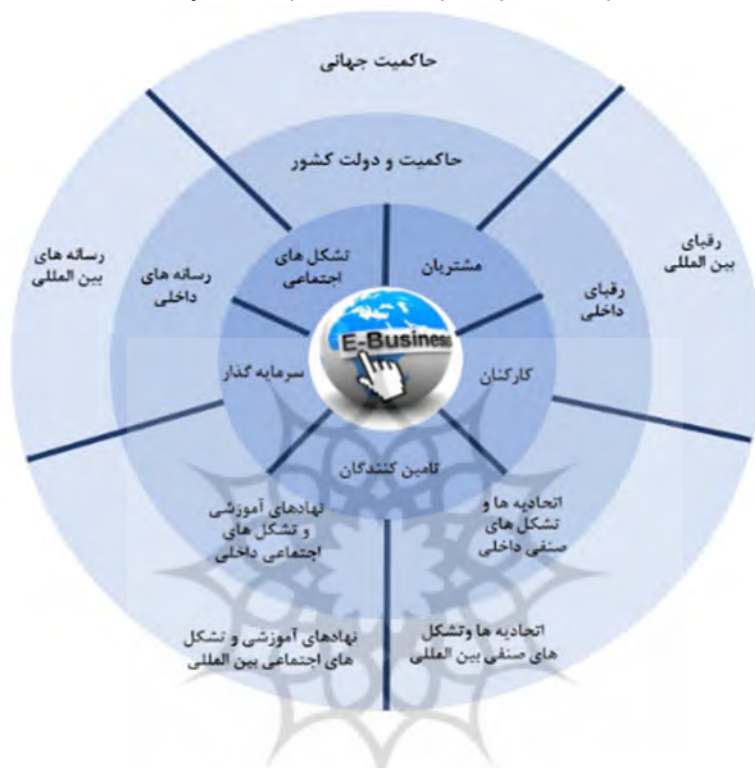 حاکمیت جهانی
حاکمیت و دولت کشور
رقبای
بین المللی
رقبای
داخلی
مشتریان
تشکل های
اجتماعی
رسانه های
داخلی
رسانه های
بین المللی
E-Business
کارکنان
سرمایه گذار
تامین کنندگان
اتحادیه ها و
تشکل های
صنفی داخلی
نهادهای آموزشی
و تشکل های
اجتماعی داخلی
اتحادیه ها وتشکل
های صنفی بین المللی
نهادهای آموزشی و تشکل
های اجتماعی بین المللی